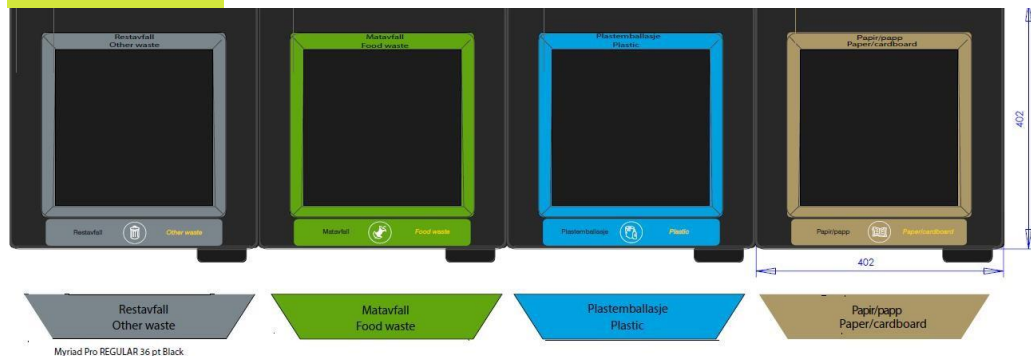 Restavfall
Other waste
Matavfall
Food waste
Plastemballasje
Plastic
Papir/papp
Paper/cardboard
402
Restavfall Other waste
Matavfall Food waste
Plastemballasje Plastic
Papir/papp Paper/cardboard
402
Restavfall
Other waste
Matavfall
Food waste
Plastemballasje
Plastic
Papir/papp
Paper/cardboard
Myriad Pro REGULAR 36 pt Black